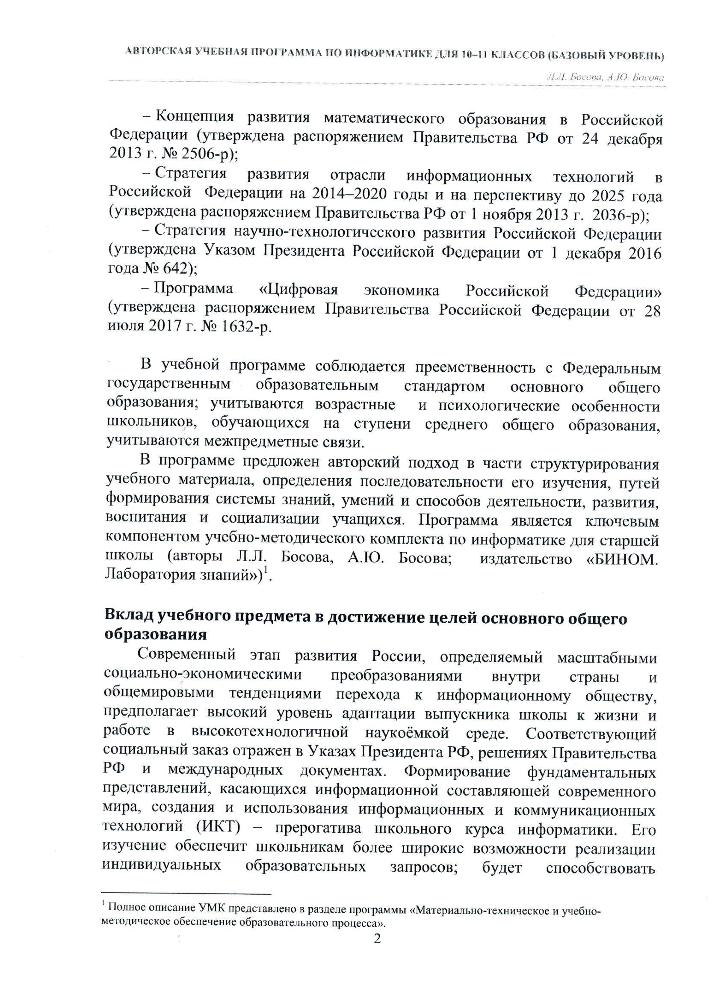 АВТОРСКАЯ УЧЕБНАЯ ПРОГРАММА ПО ИНФОРМАТИКЕ ДЛЯ 10–11 КЛАССОВ (БАЗОВЫЙ УРОВЕНЬ)
Л.Л. Босова, А.Ю. Босова
– Концепция развития математического образования в Российской
Федерации (утверждена распоряжением Правительства РФ от 24 декабря
2013 г. № 2506-р);
– Стратегия развития отрасли информационных технологий в
Российской Федерации на 2014–2020 годы и на перспективу до 2025 года
(утверждена распоряжением Правительства РФ от 1 ноября 2013 г. 2036-р);
– Стратегия научно-технологического развития Российской Федерации
(утверждена Указом Президента Российской Федерации от 1 декабря 2016
года № 642);
– Программа «Цифровая экономика Российской Федерации»
(утверждена распоряжением Правительства Российской Федерации от 28
июля 2017 г. № 1632-р.
В учебной программе соблюдается преемственность с Федеральным
государственным образовательным стандартом основного общего
образования; учитываются возрастные и психологические особенности
школьников, обучающихся на ступени среднего общего образования,
учитываются межпредметные связи.
В программе предложен авторский подход в части структурирования
учебного материала, определения последовательности его изучения, путей
формирования системы знаний, умений и способов деятельности, развития,
воспитания и социализации учащихся. Программа является ключевым
компонентом учебно-методического комплекта по информатике для старшей
школы (авторы Л.Л. Босова, А.Ю. Босова; издательство «БИНОМ.
Лаборатория знаний»)¹.
Вклад учебного предмета в достижение целей основного общего
образования
Современный этап развития России, определяемый масштабными
социально-экономическими преобразованиями внутри страны и
общемировыми тенденциями перехода к информационному обществу,
предполагает высокий уровень адаптации выпускника школы к жизни и
работе в высокотехнологичной наукоёмкой среде. Соответствующий
социальный заказ отражен в Указах Президента РФ, решениях Правительства
РФ и международных документах. Формирование фундаментальных
представлений, касающихся информационной составляющей современного
мира, создания и использования информационных и коммуникационных
технологий (ИКТ) – прерогатива школьного курса информатики. Его
изучение обеспечит школьникам более широкие возможности реализации
индивидуальных образовательных запросов; будет способствовать
¹ Полное описание УМК представлено в разделе программы «Материально-техническое и учебно-
методическое обеспечение образовательного процесса».
2